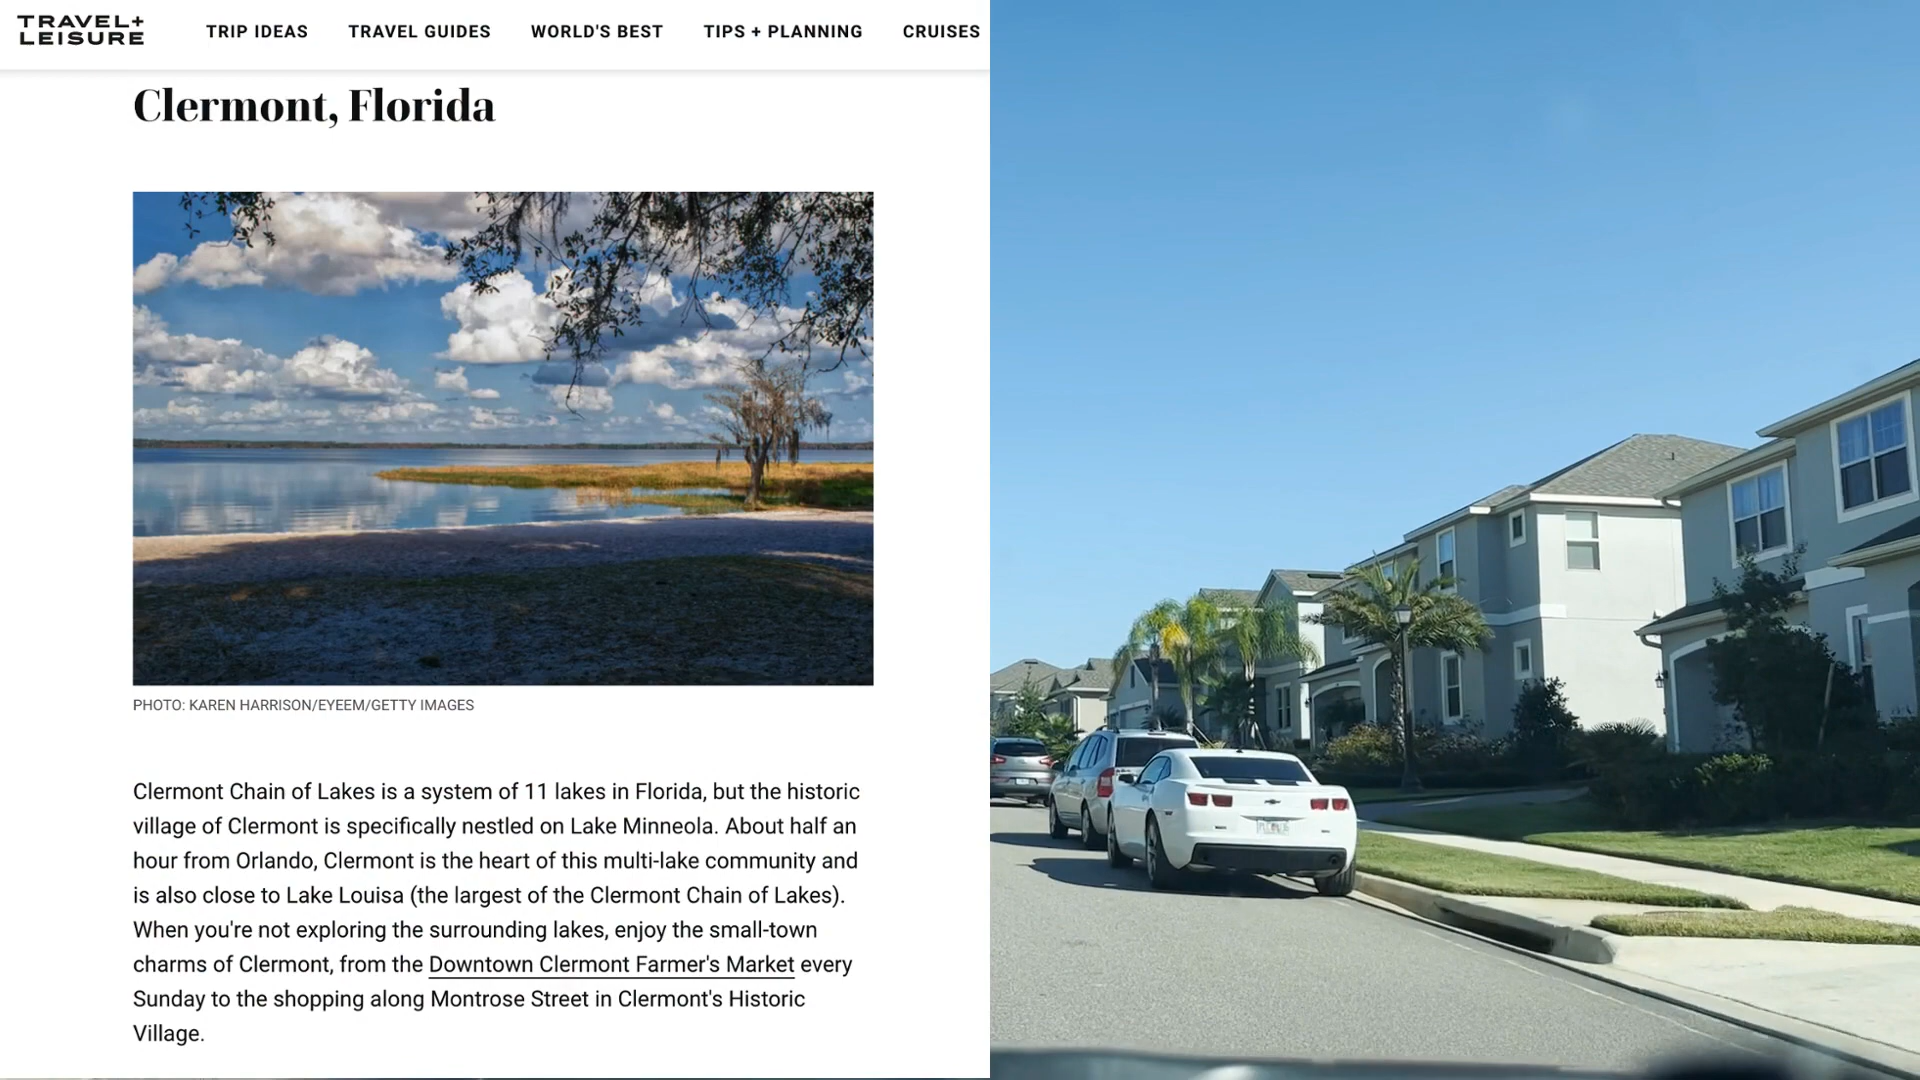 TRAVEL+
LEISURE
TRIP IDEAS TRAVEL GUIDES WORLD'S BEST TIPS + PLANNING CRUISES
Clermont, Florida
PHOTO: KAREN HARRISON/EYEEM/GETTY IMAGES
Clermont Chain of Lakes is a system of 11 lakes in Florida, but the historic
village of Clermont is specifically nestled on Lake Minneola. About half an
hour from Orlando, Clermont is the heart of this multi-lake community and
is also close to Lake Louisa (the largest of the Clermont Chain of Lakes).
When you're not exploring the surrounding lakes, enjoy the small-town
charms of Clermont, from the Downtown Clermont Farmer's Market every
Sunday to the shopping along Montrose Street in Clermont's Historic
Village.